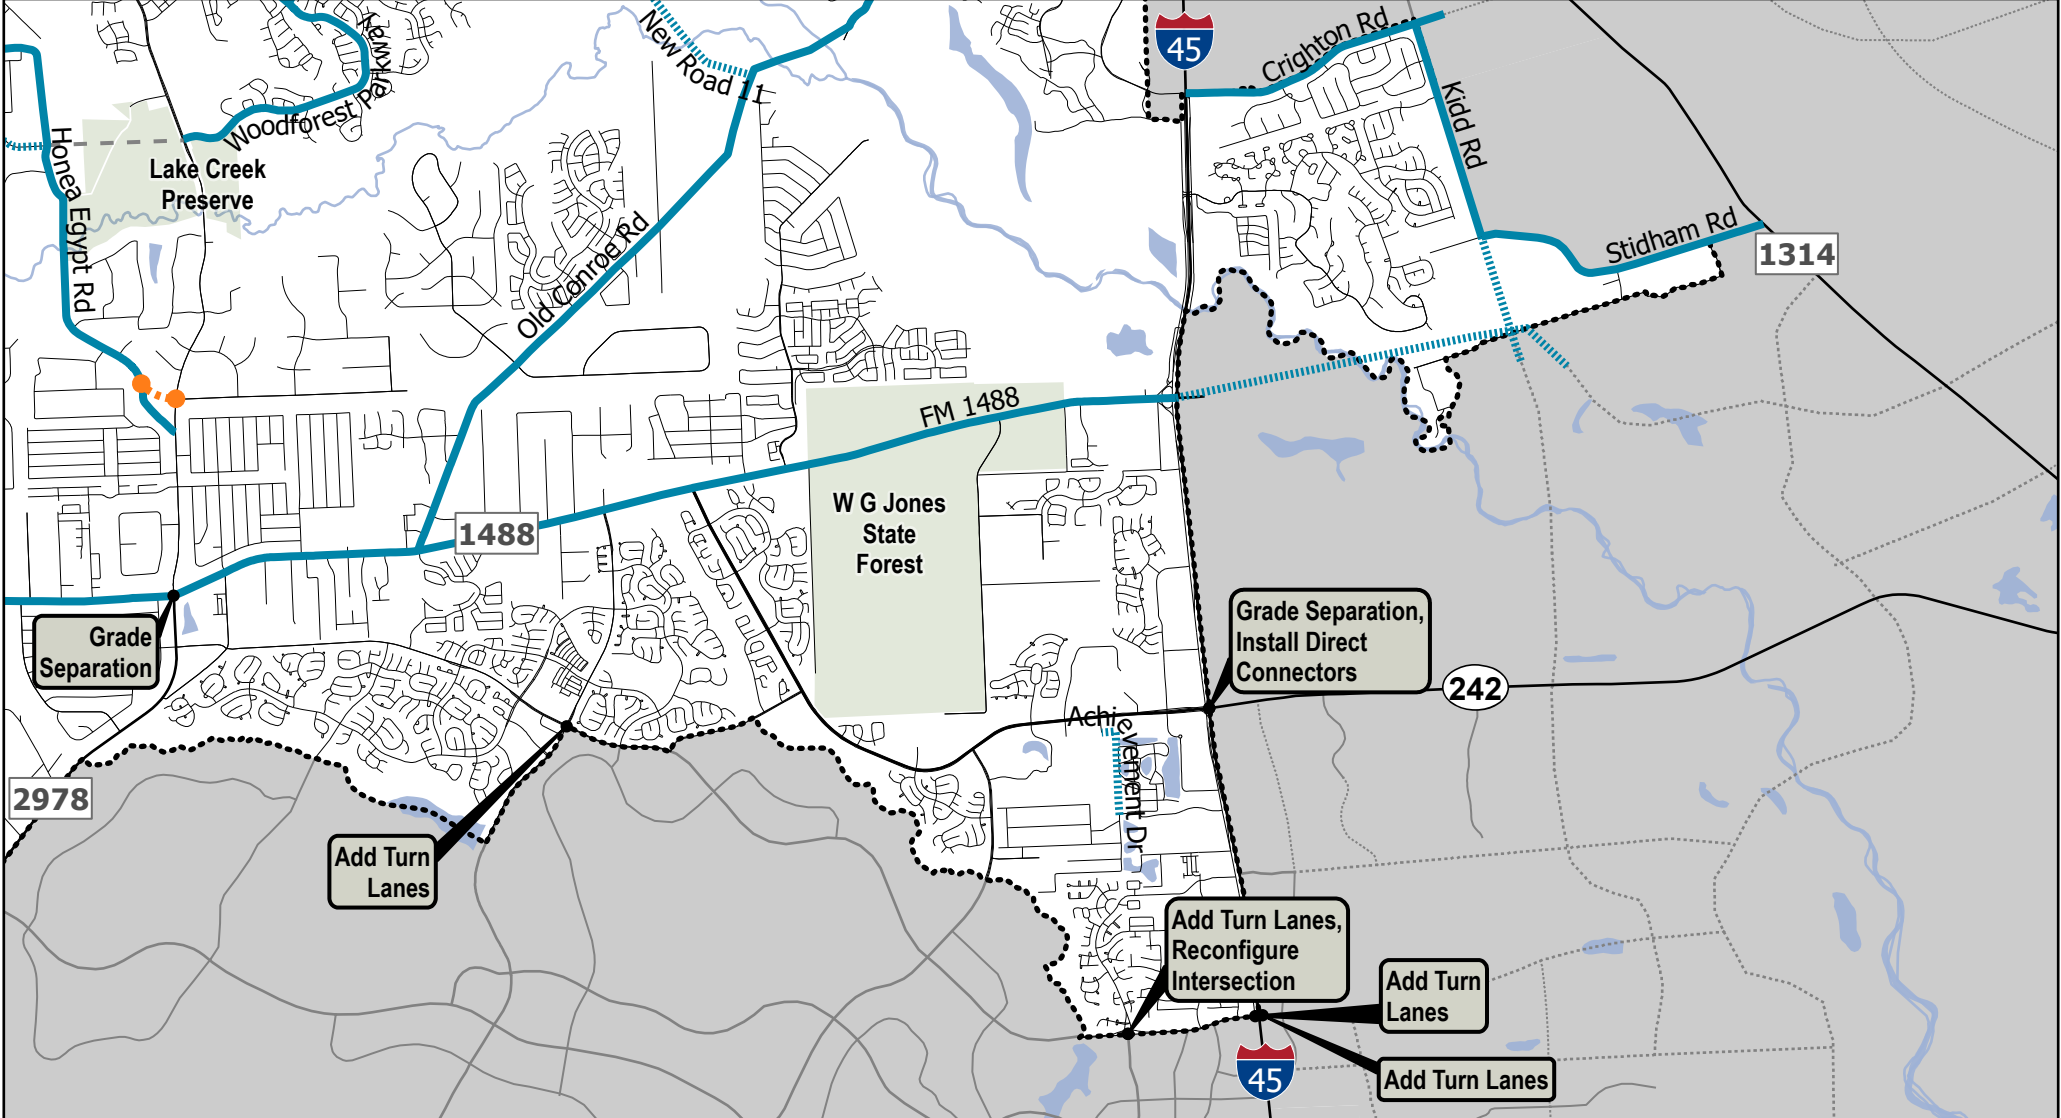 Pkwy
New Road 11
45
Crighton Rd
Woodforest Pa
Kidd Rd
Honea Egypt Rd
Lake Creek
Preserve
Old Conroe Rd
Stidham Rd
1314
FM 1488
W G Jones
State
Forest
1488
Grade
Separation
Grade Separation,
Install Direct
Connectors
242
Achievement Dr
2978
Add Turn
Lanes
Add Turn Lanes,
Reconfigure
Intersection
Add Turn
Lanes
45
Add Turn Lanes